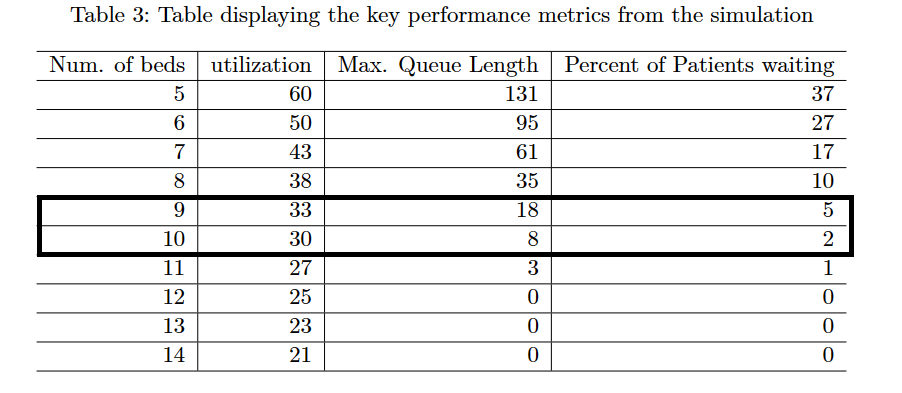 Table 3: Table displaying the key performance metrics from the simulation
Num. of beds utilization Max. Queue Length Percent of Patients waiting
5 60 131 37
6 50 95 27
7 43 61 17
8 38 35 10
9 33 18 5
10 30 8 2
11 27 3 1
12 25 0 0
13 23 0 0
14 21 0 0